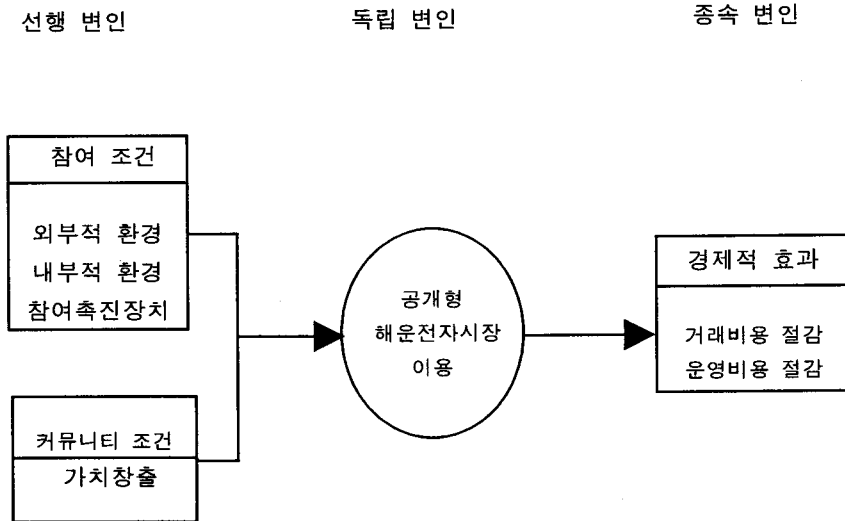 선행 변인
독립 변인
종속 변인
참여 조건
외부적 환경
내부적 환경
참여촉진장치
커뮤니티 조건
가치창출
공개형
해운전자시장
이용
경제적 효과
거래비용 절감
운영비용 절감